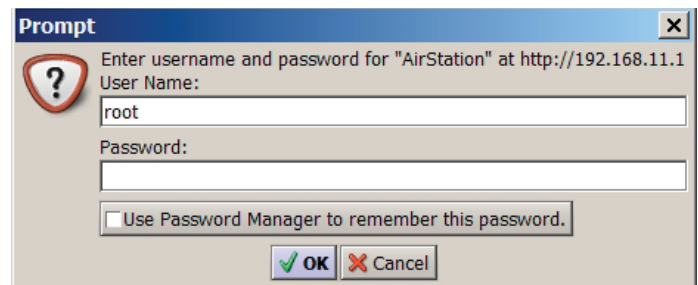 Prompt
Enter username and password for "AirStation" at http://192.168.11.1
User Name:
root
Password:
Use Password Manager to remember this password.
OK Cancel